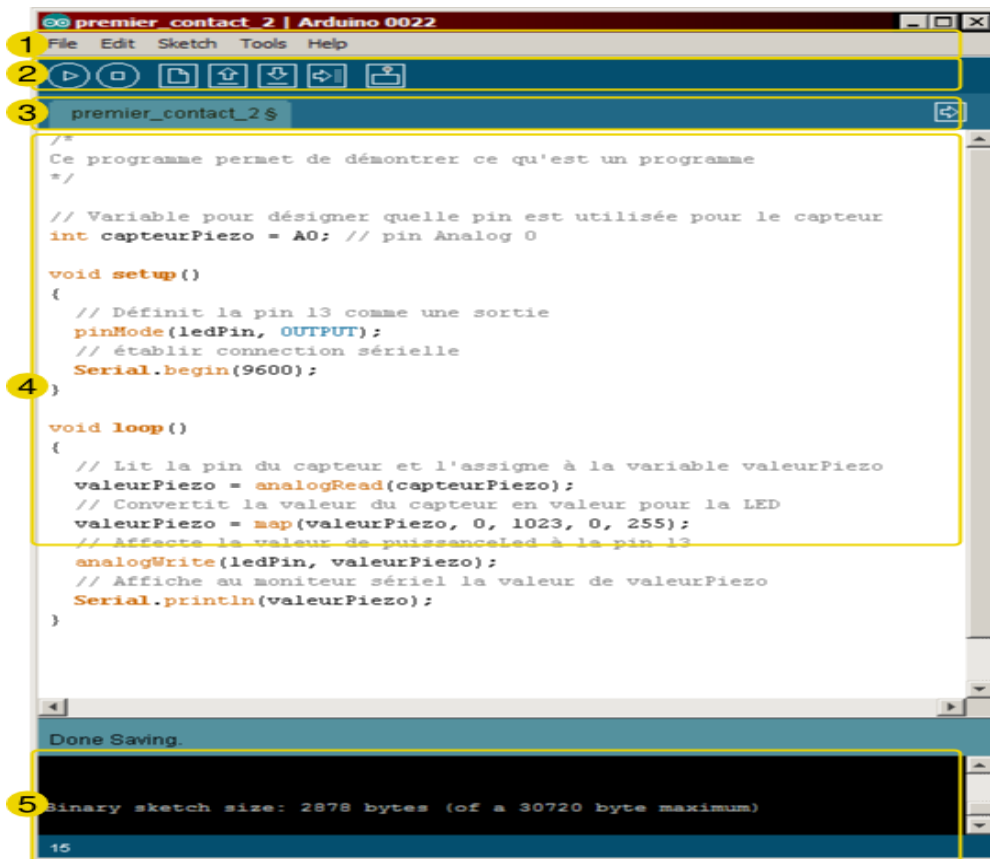 premier_contact_2 | Arduino 0022
1
File Edit Sketch Tools Help
2
3
premier_contact_2 §
/*
Ce programme permet de démontrer ce qu'est un programme
*/
// Variable pour désigner quelle pin est utilisée pour le capteur
int capteurPiezo = A0; // pin Analog 0
void setup()
{
// Définit la pin 13 comme une sortie
pinMode(ledPin, OUTPUT);
// établir connection sérielle
Serial.begin(9600);
4
}
void loop()
{
// Lit la pin du capteur et l'assigne à la variable valeurPiezo
valeurPiezo = analogRead(capteurPiezo);
// Convertit la valeur du capteur en valeur pour la LED
valeurPiezo = map(valeurPiezo, 0, 1023, 0, 255);
// Affecte la valeur de puissanceLed à la pin 13
analogWrite(ledPin, valeurPiezo);
// Affiche au moniteur sériel la valeur de valeurPiezo
Serial.println(valeurPiezo);
}
Done Saving.
5
Binary sketch size: 2878 bytes (of a 30720 byte maximum)
15